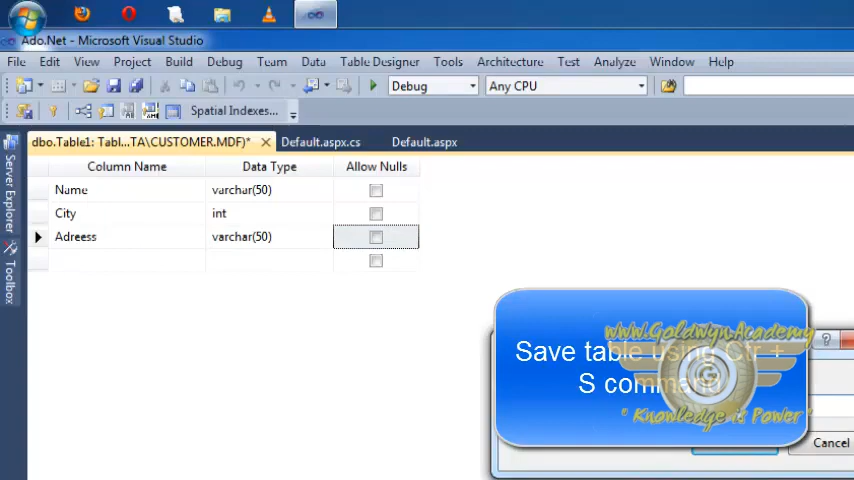 Ado.Net - Microsoft Visual Studio
File Edit View Project Build Debug Team Data Table Designer Tools Architecture Test Analyze Window Help
Debug Any CPU
Spatial Indexes...
dbo.Table1: Tabl...TA\CUSTOMER.MDF)* Default.aspx.cs Default.aspx
Column Name Data Type Allow Nulls
Name varchar(50)
City int
Adreess varchar(50)
Server Explorer
Toolbox
www.GoldwynAcademy
Save table using Ctr +
S command
" Knowledge is Power "
Cancel